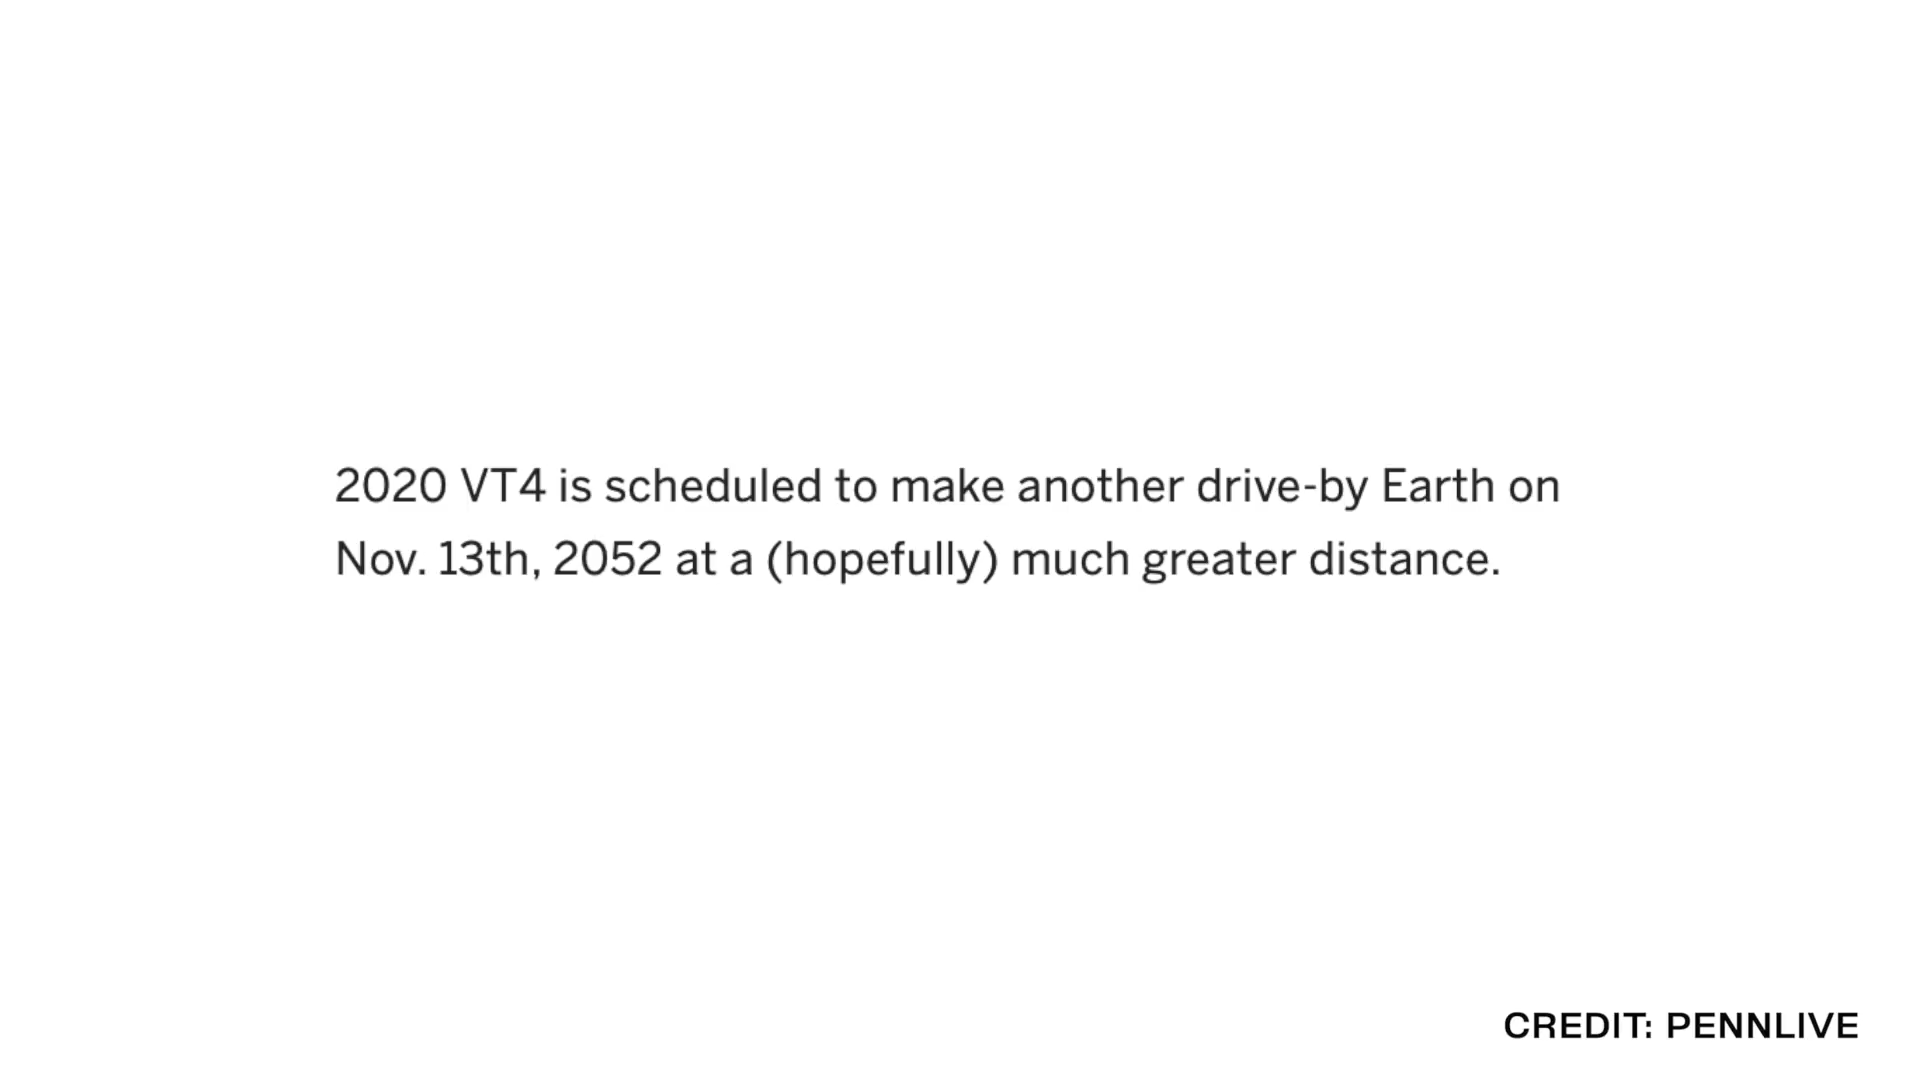 2020 VT4 is scheduled to make another drive-by Earth on
Nov. 13th, 2052 at a (hopefully) much greater distance.
CREDIT: PENNLIVE